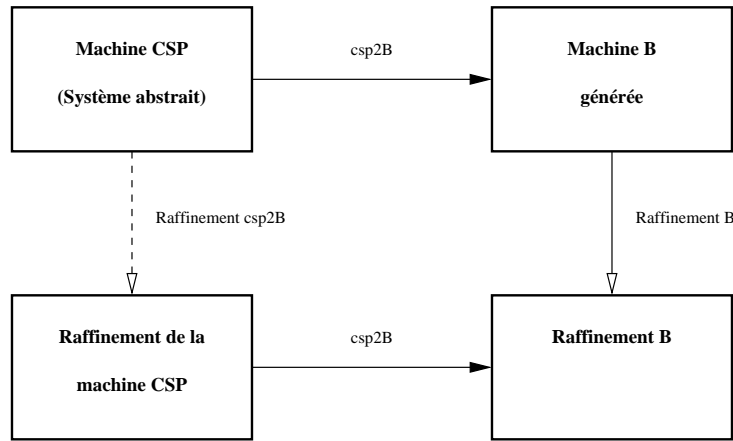 Machine CSP
(Système abstrait)
csp2B
Machine B
générée
Raffinement csp2B
Raffinement B
Raffinement de la
machine CSP
csp2B
Raffinement B